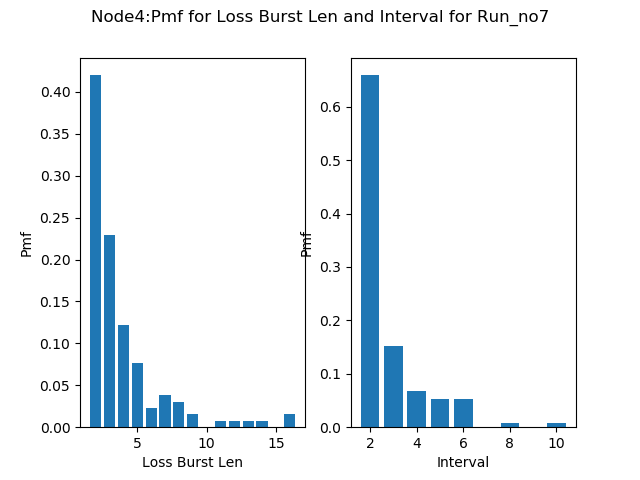 Node4:Pmf for Loss Burst Len and Interval for Run_no7
0.40
0.35
0.30
0.25
0.20
0.15
0.10
0.05
0.00
Pmf
5 10 15
Loss Burst Len
0.6
0.5
0.4
0.3
0.2
0.1
0.0
Pmf
2 4 6 8 10
Interval